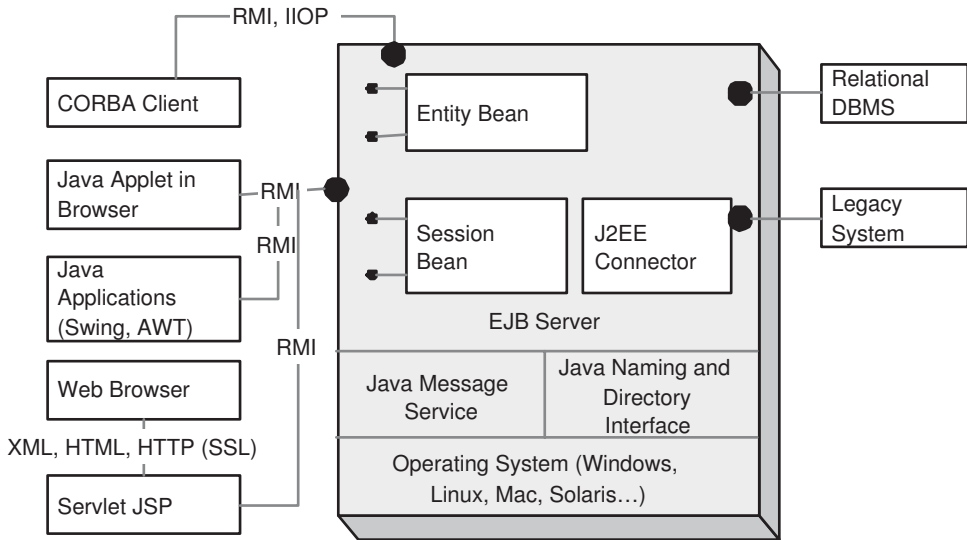 RMI, IIOP
CORBA Client
Entity Bean
Relational
DBMS
Java Applet in
Browser
RMI
RMI
Java
Applications
(Swing, AWT)
Session
Bean
J2EE
Connector
Legacy
System
EJB Server
RMI
Web Browser
Java Message
Service
Java Naming and
Directory
Interface
XML, HTML, HTTP (SSL)
Servlet JSP
Operating System (Windows,
Linux, Mac, Solaris…)